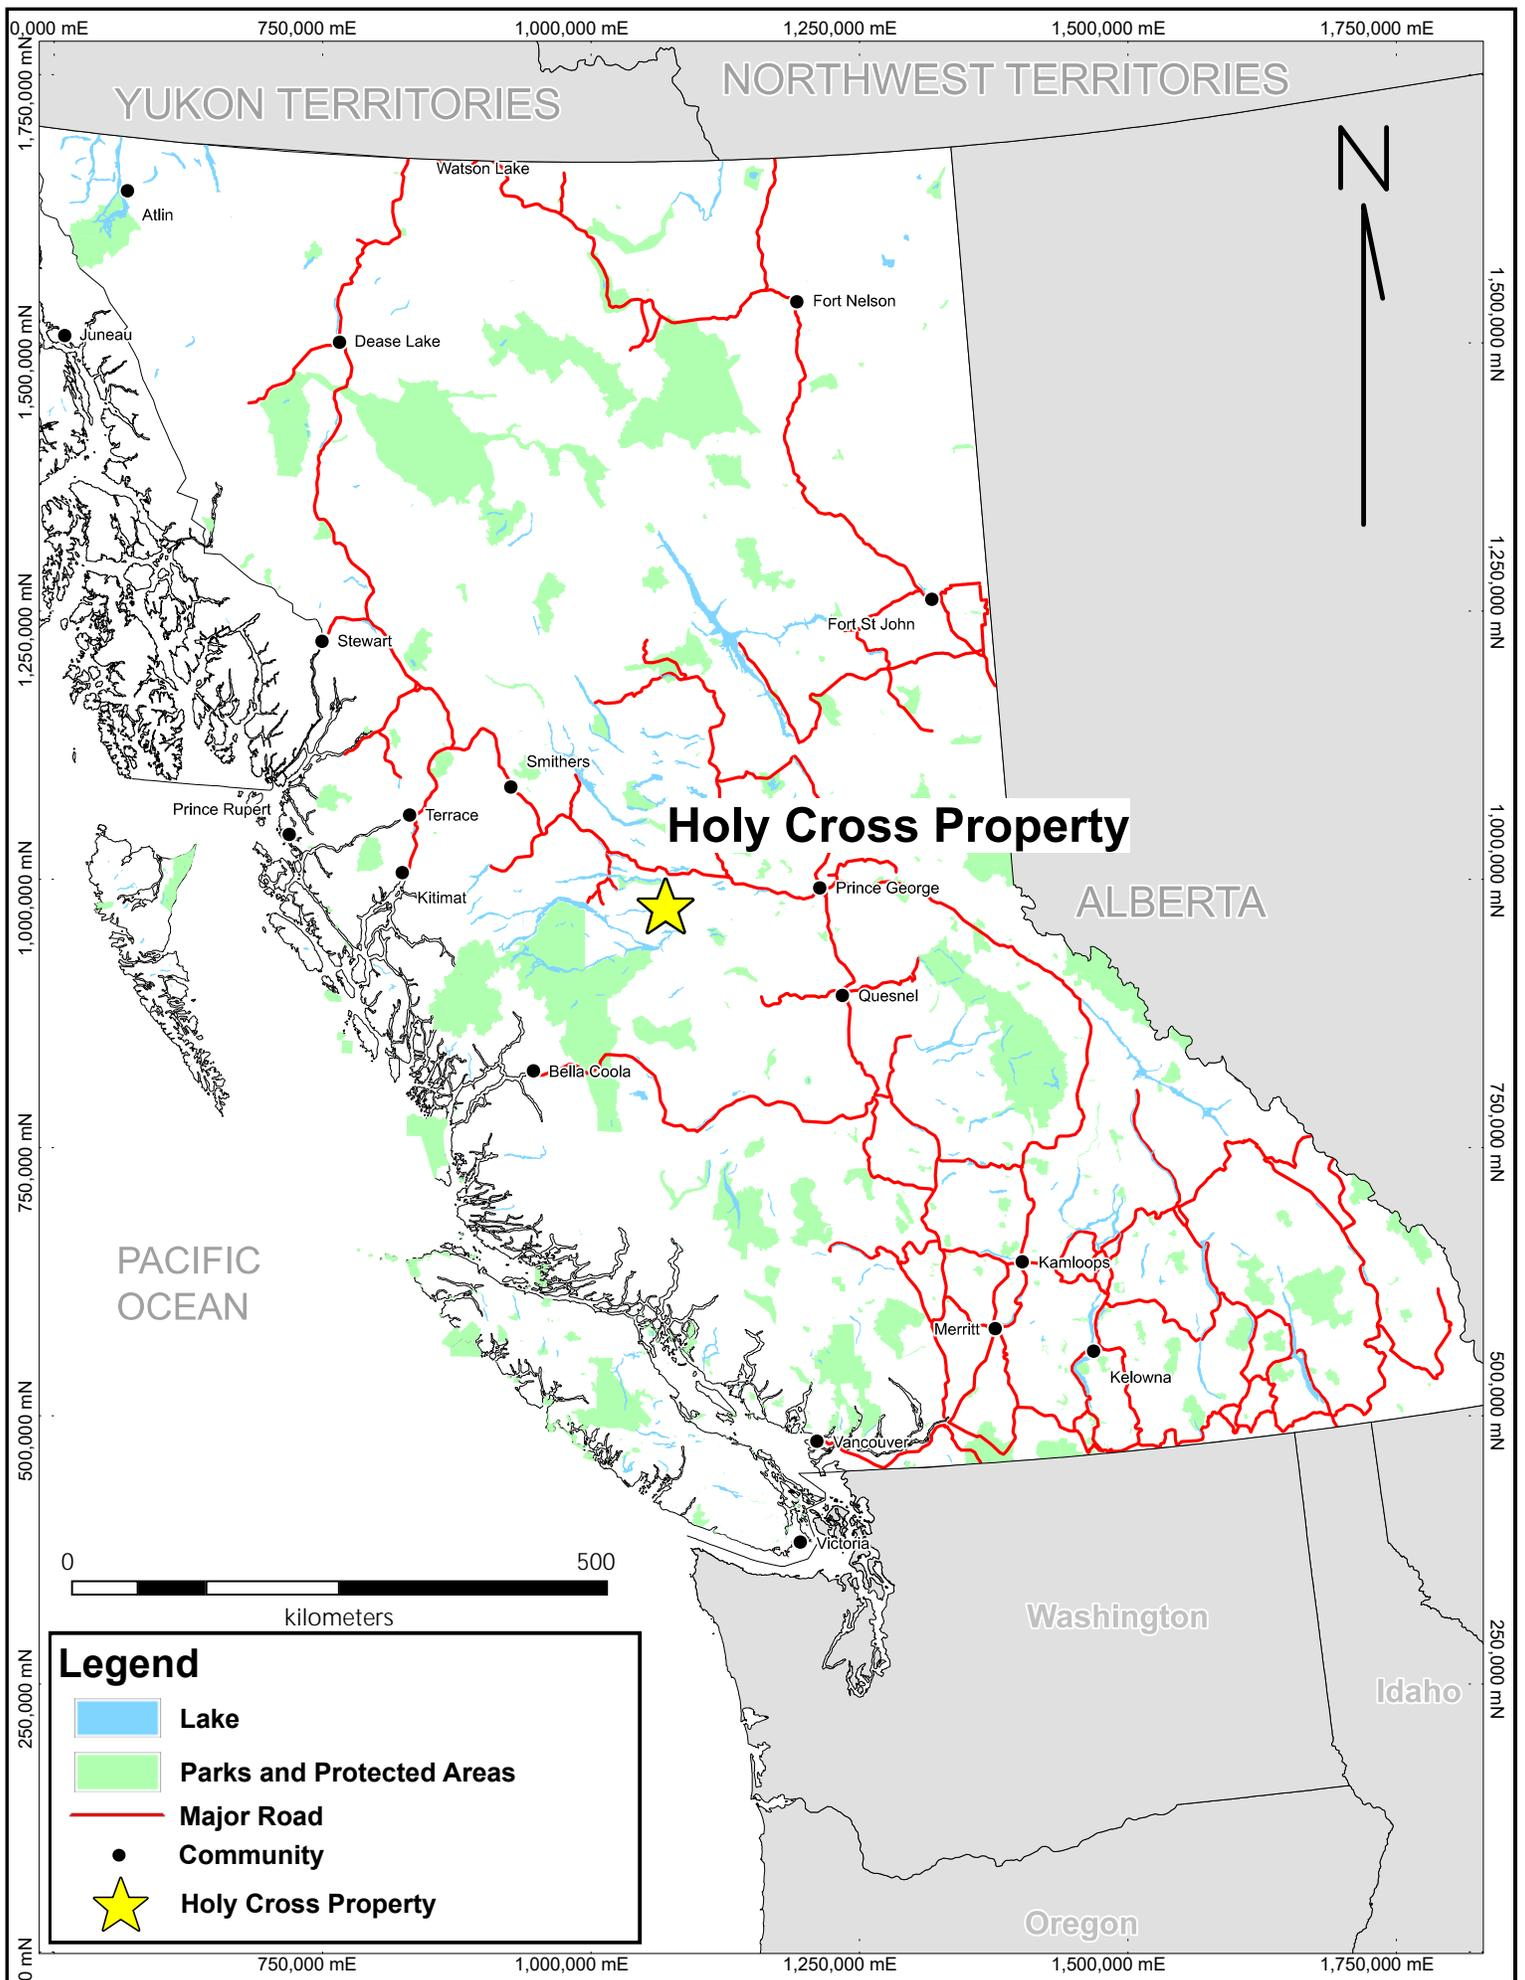 0,000 mE
750,000 mE
1,000,000 mE
1,250,000 mE
1,500,000 mE
1,750,000 mE
1,750,000 mN
YUKON TERRITORIES
NORTHWEST TERRITORIES
N
Watson Lake
Atlin
Fort Nelson
1,500,000 mN
Juneau
Dease Lake
1,500,000 mN
1,250,000 mN
Fort St John
1,250,000 mN
Stewart
Smithers
Prince Rupert
Terrace
Holy Cross Property
1,000,000 mN
Prince George
Kitimat
ALBERTA
1,000,000 mN
Quesnel
Bella Coola
750,000 mN
750,000 mN
PACIFIC
OCEAN
Kamloops
Merritt
Kelowna
500,000 mN
500,000 mN
Vancouver
Victoria
0
500
kilometers
Washington
250,000 mN
Idaho
250,000 mN
Legend
Lake
Parks and Protected Areas
Major Road
Community
Holy Cross Property
Oregon
0 mN
750,000 mE
1,000,000 mE
1,250,000 mE
1,500,000 mE
1,750,000 mE